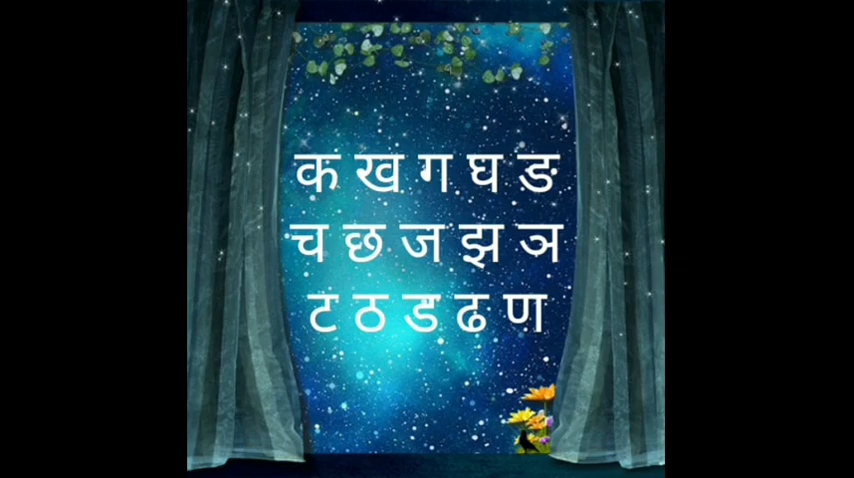 क ख ग घ ङ
च छ ज झ ञ
ट ठ ड ढ ण